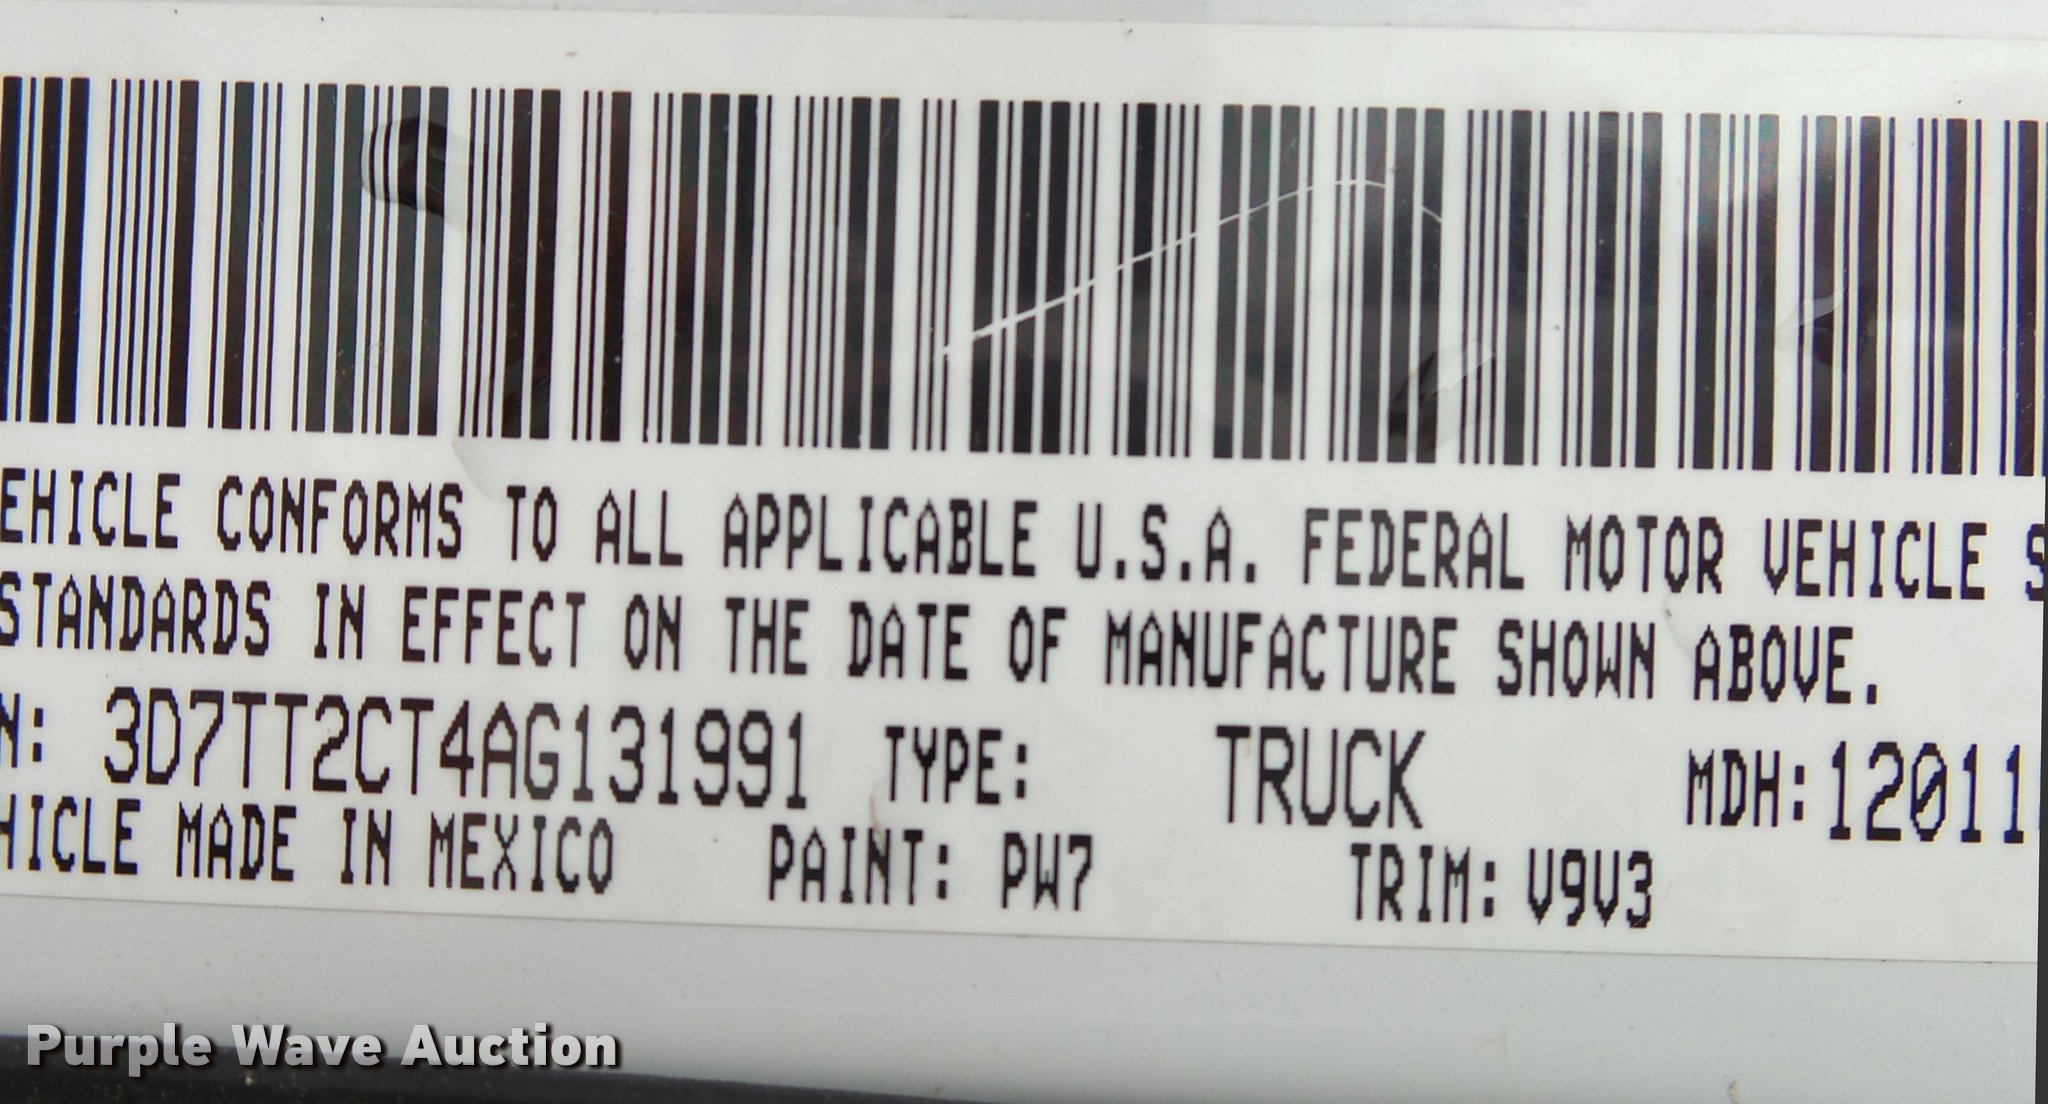 EHICLE CONFORMS TO ALL APPLICABLE U.S.A. FEDERAL MOTOR VEHICLE S
STANDARDS IN EFFECT ON THE DATE OF MANUFACTURE SHOWN ABOVE.
N: 3D7TT2CT4AG131991 TYPE: TRUCK MDH:12011
HICLE MADE IN MEXICO PAINT: PW7 TRIM: V9V3
Purple Wave Auction